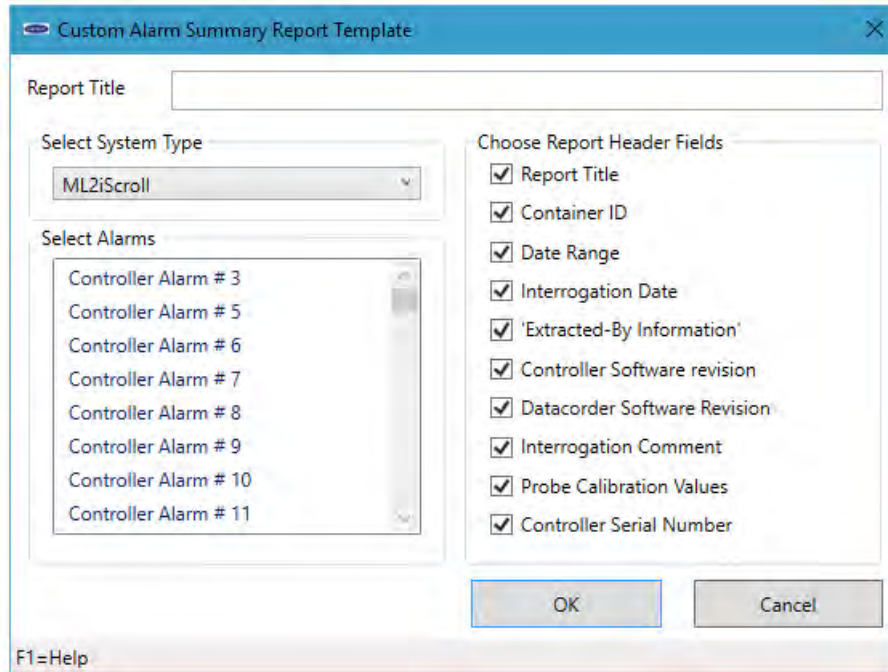 Custom Alarm Summary Report Template
Report Title
Select System Type
ML2iScroll
Select Alarms
Controller Alarm # 3
Controller Alarm # 5
Controller Alarm # 6
Controller Alarm # 7
Controller Alarm # 8
Controller Alarm # 9
Controller Alarm # 10
Controller Alarm # 11
Choose Report Header Fields
Report Title
Container ID
Date Range
Interrogation Date
'Extracted-By Information'
Controller Software revision
Datacorder Software Revision
Interrogation Comment
Probe Calibration Values
Controller Serial Number
OK
Cancel
F1=Help